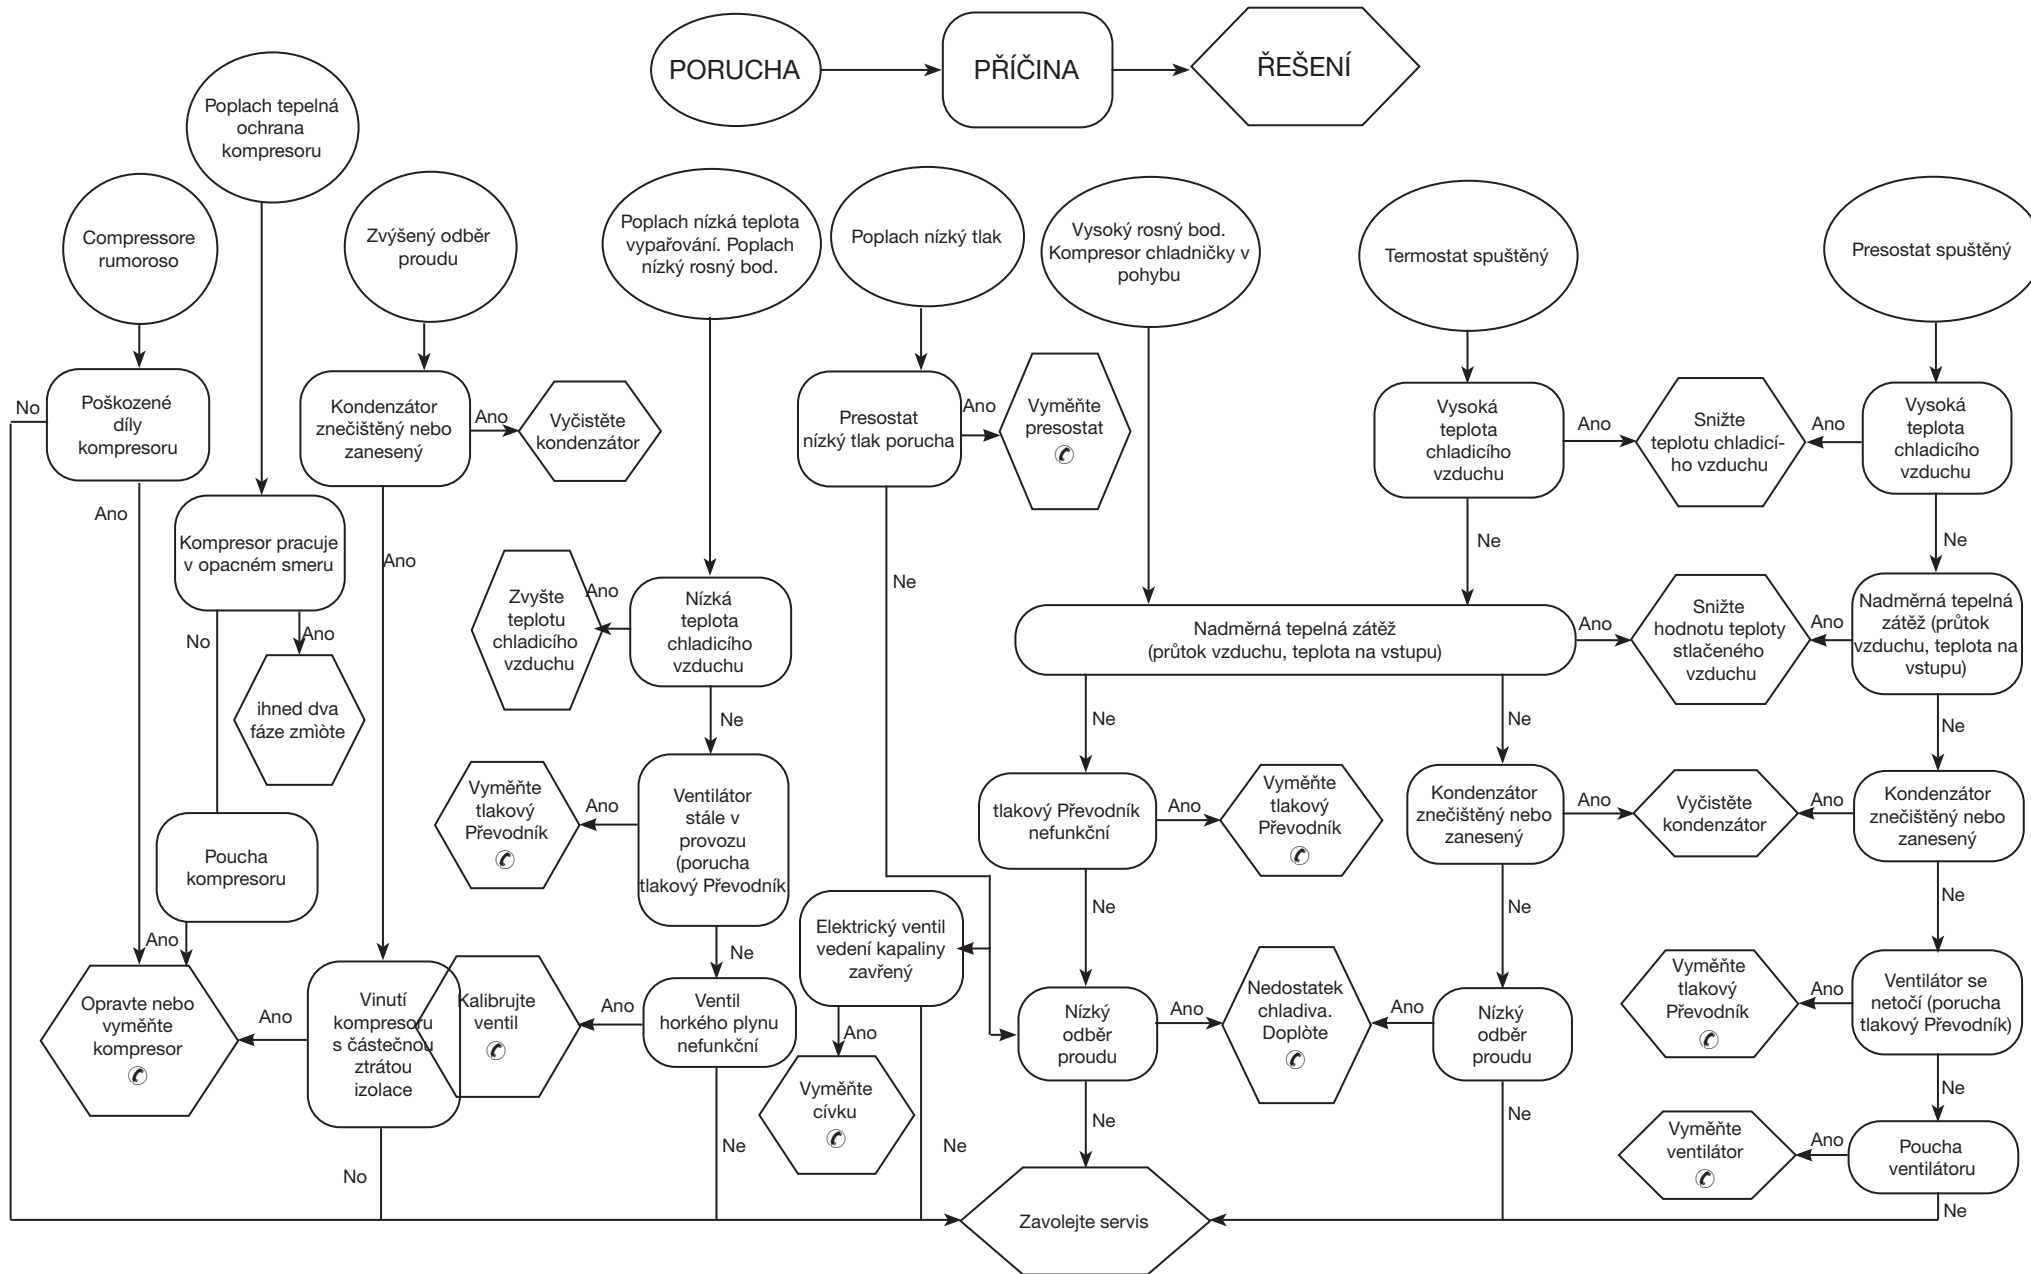 PORUCHA
PŘÍČINA
ŘEŠENÍ
Poplach tepelná
ochrana
kompresoru
Compressore
rumoroso
Zvýšený odběr
proudu
Poplach nízká teplota
vypařování. Poplach
nízký rosný bod.
Poplach nízký tlak
Vysoký rosný bod.
Kompresor chladničky v
pohybu
Termostat spuštěný
Presostat spuštěný
No
Poškozené
díly
kompresoru
Kondenzátor
znečištěný nebo
zanesený
Ano
Vyčistěte
kondenzátor
Presostat
nízký tlak porucha
Ano
Vyměňte
presostat
✆
Vysoká
teplota
chladicího
vzduchu
Ano
Snižte
teplotu chladicí-
ho vzduchu
Ano
Vysoká
teplota
chladicího
vzduchu
Ano
Kompresor pracuje
v opacném smeru
Ano
Ne
Ne
Ne
Zvyšte
teplotu
chladicího
vzduchu
Ano
Nízká
teplota
chladicího
vzduchu
Nadměrná tepelná zátěž
(průtok vzduchu, teplota na vstupu)
Ano
Snižte
hodnotu teploty
stlačeného
vzduchu
Ano
Nadměrná tepelná
zátěž (průtok
vzduchu, teplota na
vstupu)
No
Ano
ihned dva
fáze zmìòte
Ne
Ne
Ne
Ne
Vyměňte
tlakový
Převodník
✆
Ano
Ventilátor
stále v
provozu
(porucha
tlakový Převodník
tlakový Převodník
nefunkční
Ano
Vyměňte
tlakový
Převodník
✆
Kondenzátor
znečištěný nebo
zanesený
Ano
Vyčistěte
kondenzátor
Ano
Kondenzátor
znečištěný nebo
zanesený
Poucha
kompresoru
Ano
Ne
Elektrický ventil
vedení kapaliny
zavřený
Ne
Ne
Ne
Opravte nebo
vyměňte
kompresor
✆
Ano
Vinutí
kompresoru
s částečnou
ztrátou
izolace
Kalibrujte
ventil
✆
Ano
Ventil
horkého plynu
nefunkční
Ano
Vyměňte
cívku
✆
Nízký
odběr
proudu
Ano
Nedostatek
chladiva.
Doplòte
✆
Ano
Nízký
odběr
proudu
Vyměňte
tlakový
Převodník
✆
Ano
Ventilátor se
netočí (porucha
tlakový Převodník)
No
Ne
Ne
Ne
Ne
Ne
Vyměňte
ventilátor
✆
Ano
Poucha
ventilátoru
Ne
Zavolejte servis